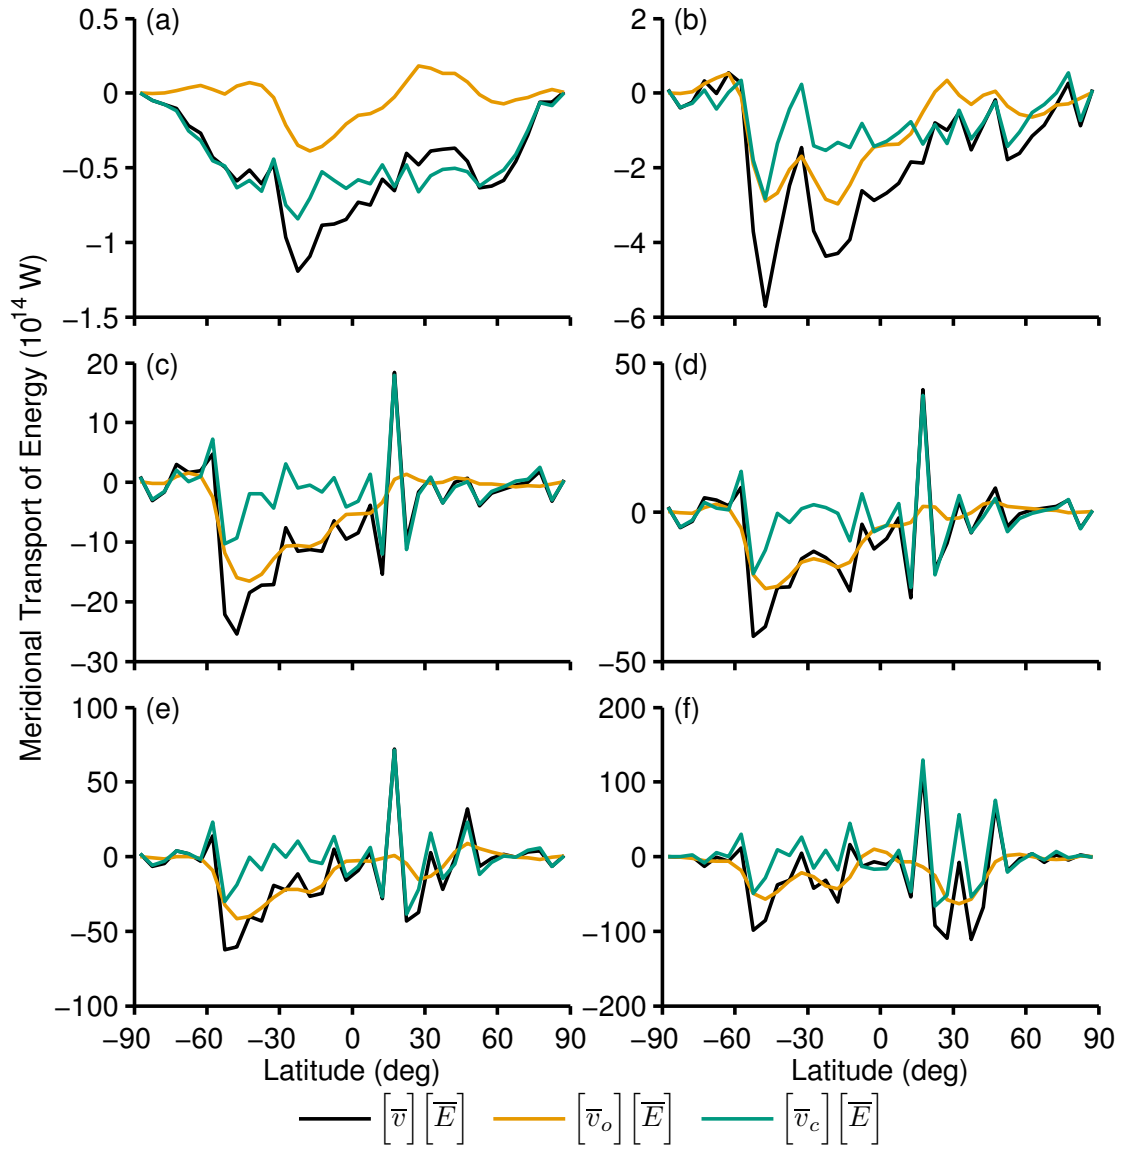 Meridional Transport of Energy (10^14 W)
(a)
0.5
0
−0.5
−1
−1.5
(b)
2
0
−2
−4
−6
(c)
20
10
0
−10
−20
−30
(d)
50
0
−50
(e)
100
50
0
−50
−100
(f)
200
100
0
−100
−200
−90 −60 −30 0 30 60 90
−90 −60 −30 0 30 60 90
Latitude (deg)
Latitude (deg)
[v̅][E̅] [v̅_o][E̅] [v̅_c][E̅]